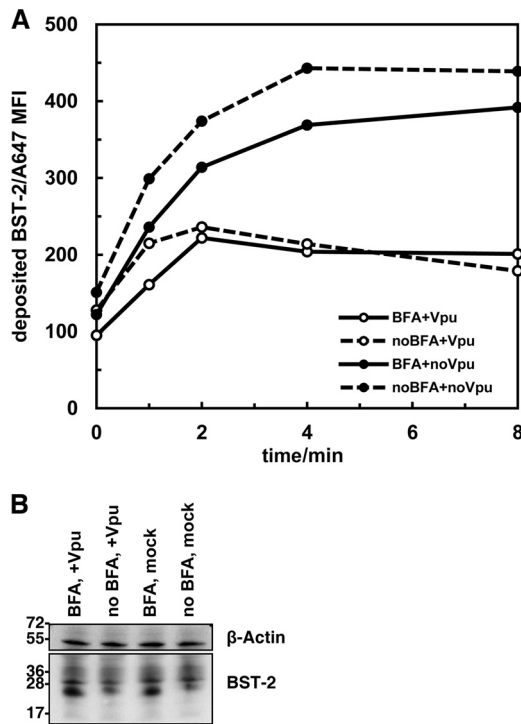 A
500
400
300
200
100
0
deposited BST-2/A647 MFI
BFA+Vpu
noBFA+Vpu
BFA+noVpu
noBFA+noVpu
0 2 4 6 8
time/min
B
BFA, +Vpu
no BFA, +Vpu
BFA, mock
no BFA, mock
72
55
β-Actin
36
28
BST-2
17